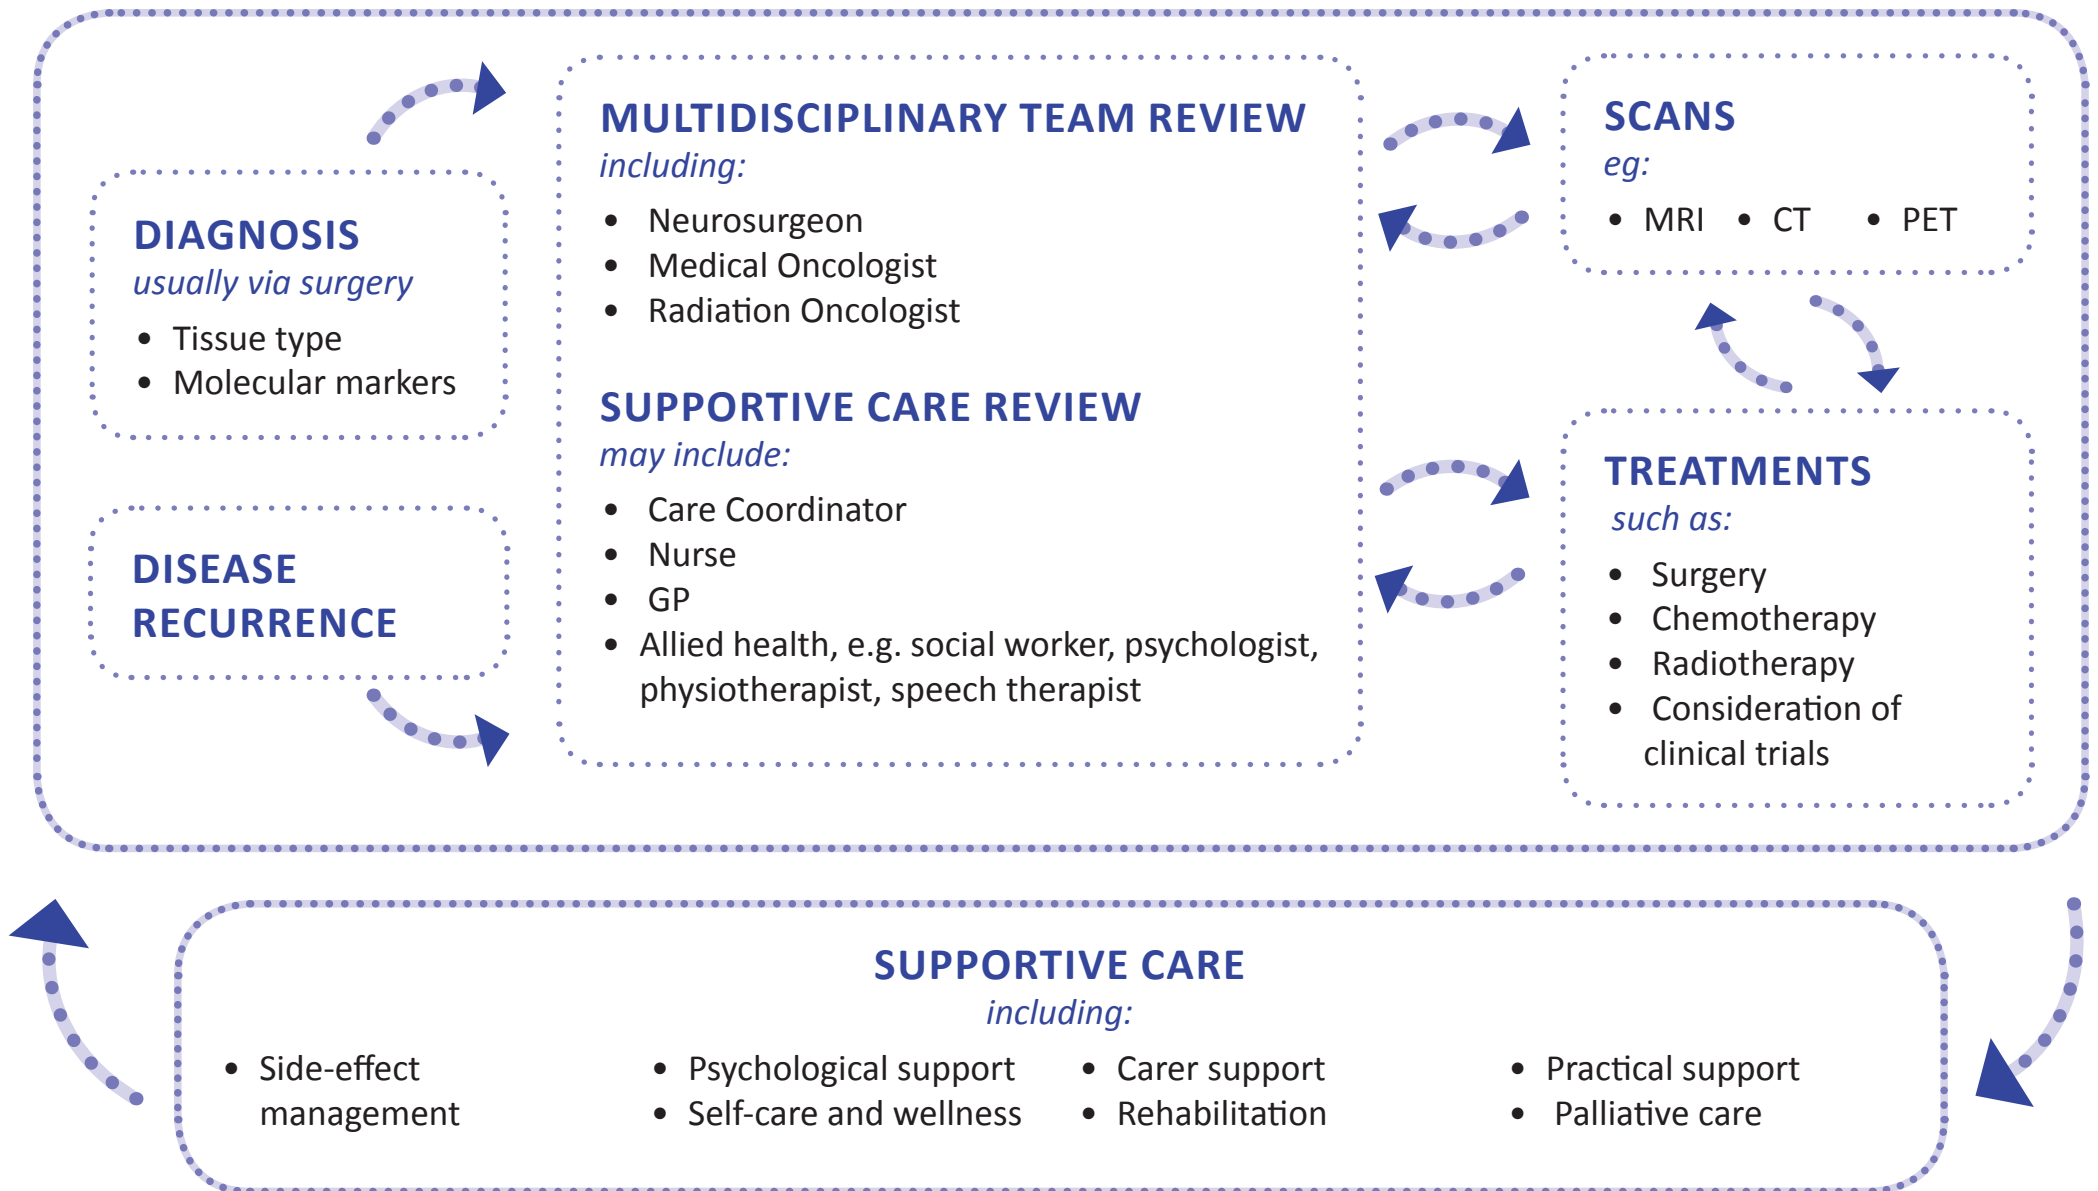 DIAGNOSIS
usually via surgery
• Tissue type
• Molecular markers
DISEASE
RECURRENCE
MULTIDISCIPLINARY TEAM REVIEW
including:
• Neurosurgeon
• Medical Oncologist
• Radiation Oncologist
SUPPORTIVE CARE REVIEW
may include:
• Care Coordinator
• Nurse
• GP
• Allied health, e.g. social worker, psychologist,
physiotherapist, speech therapist
SCANS
eg:
• MRI • CT • PET
TREATMENTS
such as:
• Surgery
• Chemotherapy
• Radiotherapy
• Consideration of
clinical trials
SUPPORTIVE CARE
including:
• Side-effect
management
• Psychological support
• Self-care and wellness
• Carer support
• Rehabilitation
• Practical support
• Palliative care